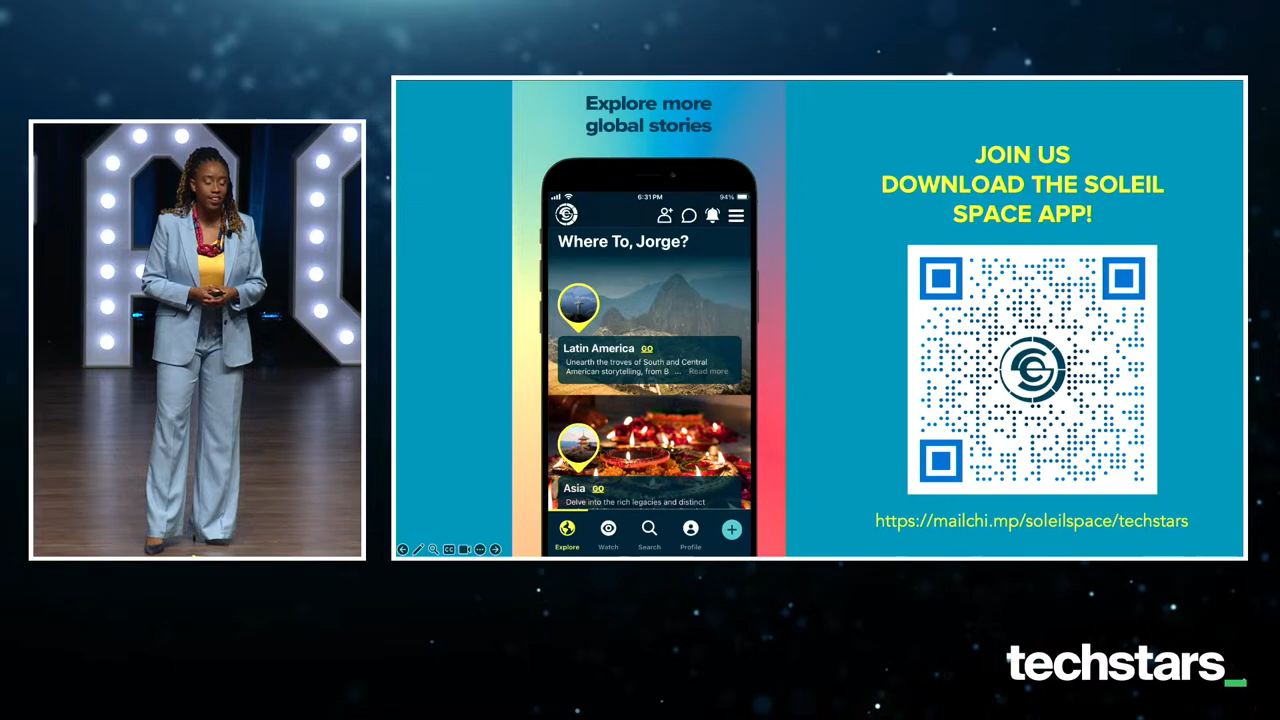 Explore more
global stories
6:31PM
94%
Where To, Jorge?
Latin America GO
Unearth the troves of South and Central
American storytelling, from B ... Read more
Asia GO
Delve into the rich legacies and distinct
Explore
Watch
Search
Profile
CC
JOIN US
DOWNLOAD THE SOLEIL
SPACE APP!
https://mailchi.mp/soleilspace/techstars
techstars_